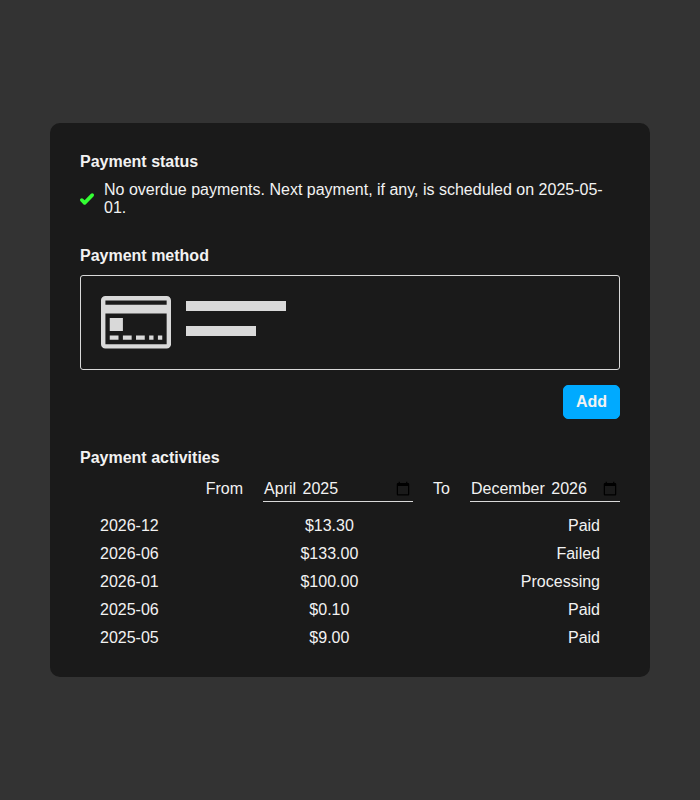 Payment status
No overdue payments. Next payment, if any, is scheduled on 2025-05-
01.
Payment method
Add
Payment activities
From April 2025 To December 2026
2026-12 $13.30 Paid
2026-06 $133.00 Failed
2026-01 $100.00 Processing
2025-06 $0.10 Paid
2025-05 $9.00 Paid